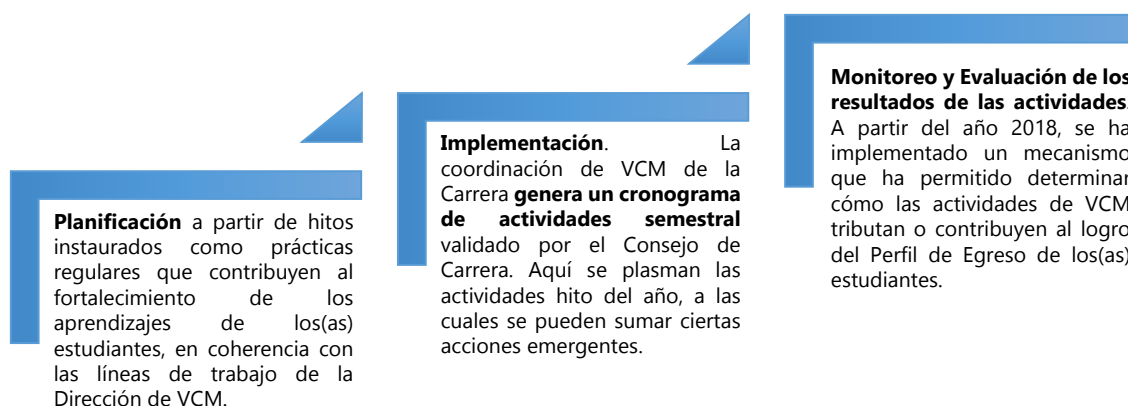 Planificación a partir de hitos
instaurados como prácticas
regulares que contribuyen al
fortalecimiento de los
aprendizajes de los(as)
estudiantes, en coherencia con
las líneas de trabajo de la
Dirección de VCM.
Implementación. La
coordinación de VCM de la
Carrera genera un cronograma
de actividades semestral
validado por el Consejo de
Carrera. Aquí se plasman las
actividades hito del año, a las
cuales se pueden sumar ciertas
acciones emergentes.
Monitoreo y Evaluación de los
resultados de las actividades.
A partir del año 2018, se ha
implementado un mecanismo
que ha permitido determinar
cómo las actividades de VCM
tributan o contribuyen al logro
del Perfil de Egreso de los(as)
estudiantes.